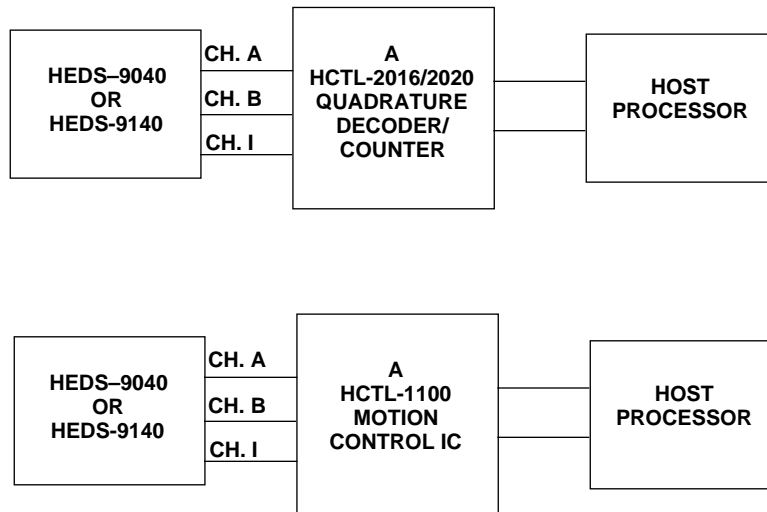 HEDS–9040
OR
HEDS-9140
CH. A
CH. B
CH. I
A
HCTL-2016/2020
QUADRATURE
DECODER/
COUNTER
HOST
PROCESSOR
HEDS–9040
OR
HEDS-9140
CH. A
CH. B
CH. I
A
HCTL-1100
MOTION
CONTROL IC
HOST
PROCESSOR